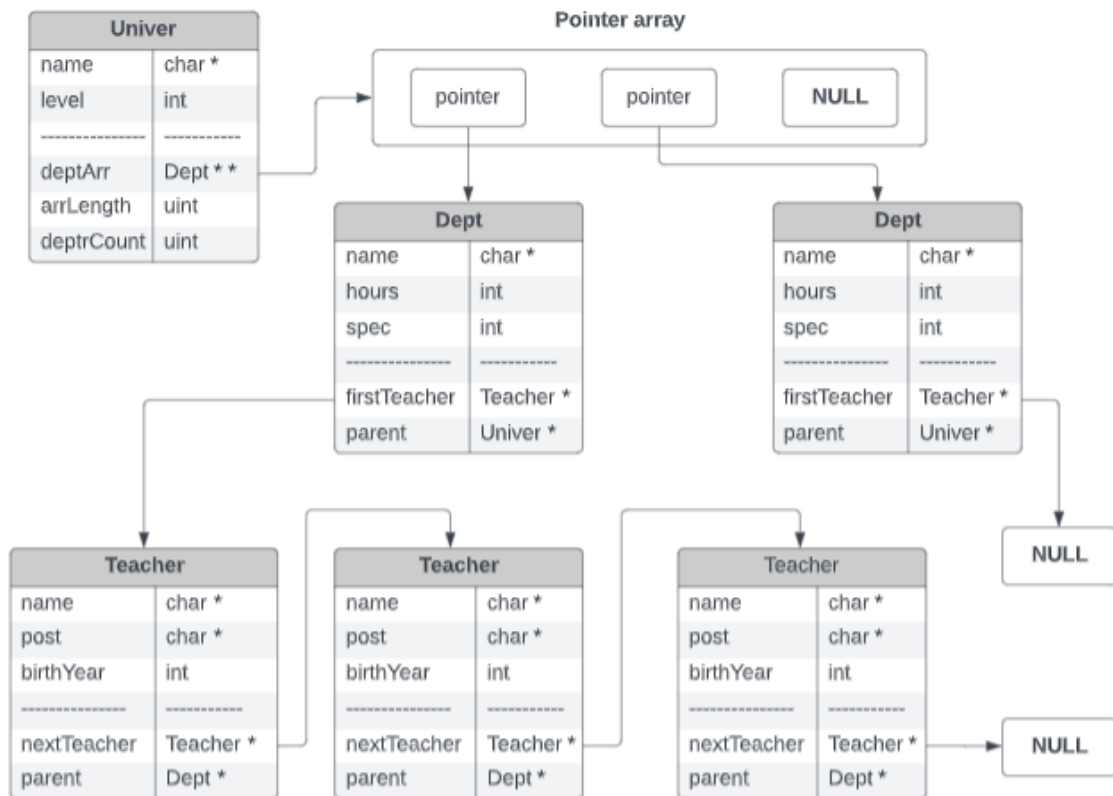 Pointer array
Univer
name char *
level int
--------------- -----------
deptArr Dept * *
arrLength uint
deptrCount uint
pointer pointer NULL
Dept
name char *
hours int
spec int
--------------- -----------
firstTeacher Teacher *
parent Univer *
Dept
name char *
hours int
spec int
--------------- -----------
firstTeacher Teacher *
parent Univer *
NULL
Teacher
name char *
post char *
birthYear int
--------------- -----------
nextTeacher Teacher *
parent Dept *
Teacher
name char *
post char *
birthYear int
--------------- -----------
nextTeacher Teacher *
parent Dept *
Teacher
name char *
post char *
birthYear int
--------------- -----------
nextTeacher Teacher *
parent Dept *
NULL